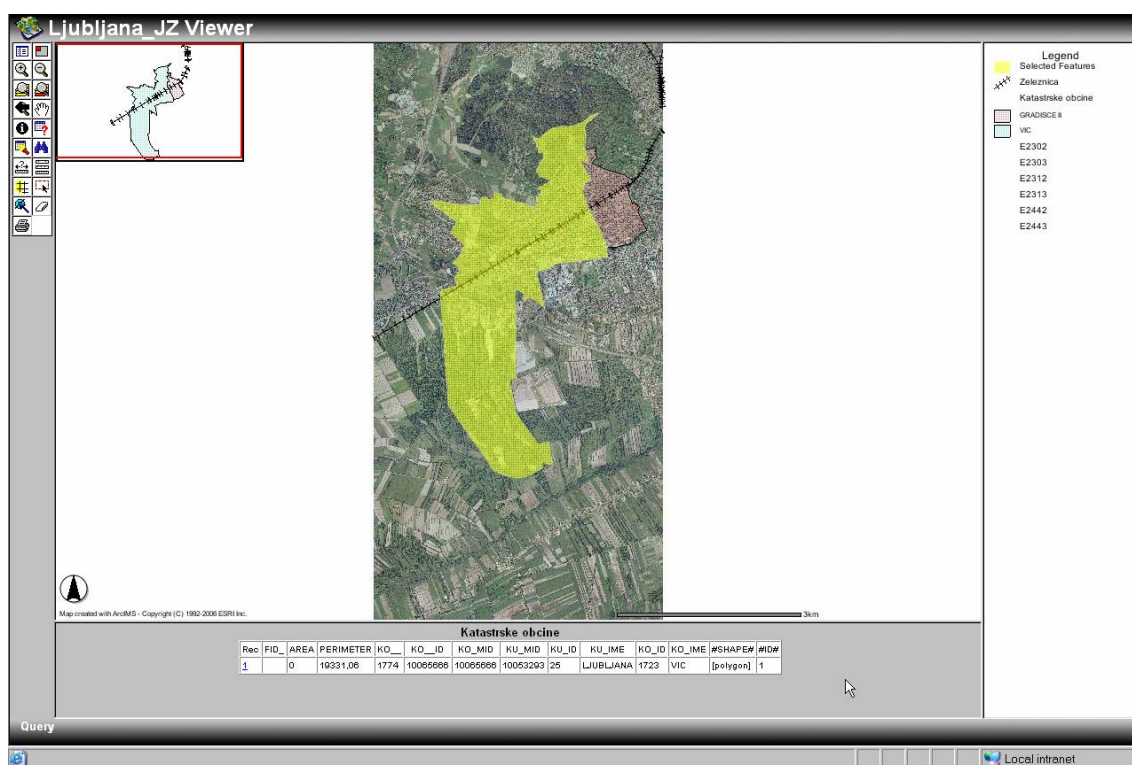 Ljubljana_JZ Viewer
Legend
Selected Features
Zeleznica
Katastrske obcine
GRADISCE II
VIC
E2302
E2303
E2312
E2313
E2442
E2443
Map created with ArcIMS - Copyright (C) 1992-2006 ESRI Inc.
0 3km
Katastrske obcine
Rec FID_ AREA PERIMETER KO__ KO__ID KO_MID KU_MID KU_ID KU_IME KO_ID KO_IME #SHAPE# #ID#
1 0 19331,06 1774 10065666 10065666 10053293 25 LJUBLJANA 1723 VIC [polygon] 1
Query
Local intranet